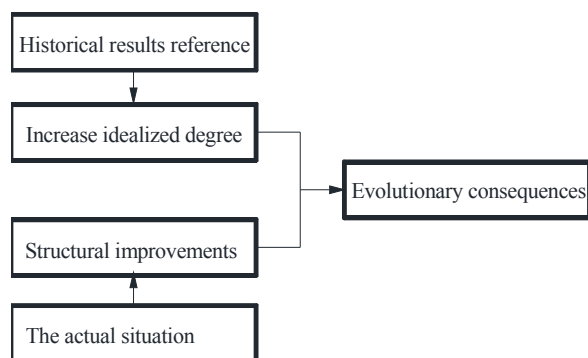 Historical results reference
Increase idealized degree
Evolutionary consequences
Structural improvements
The actual situation